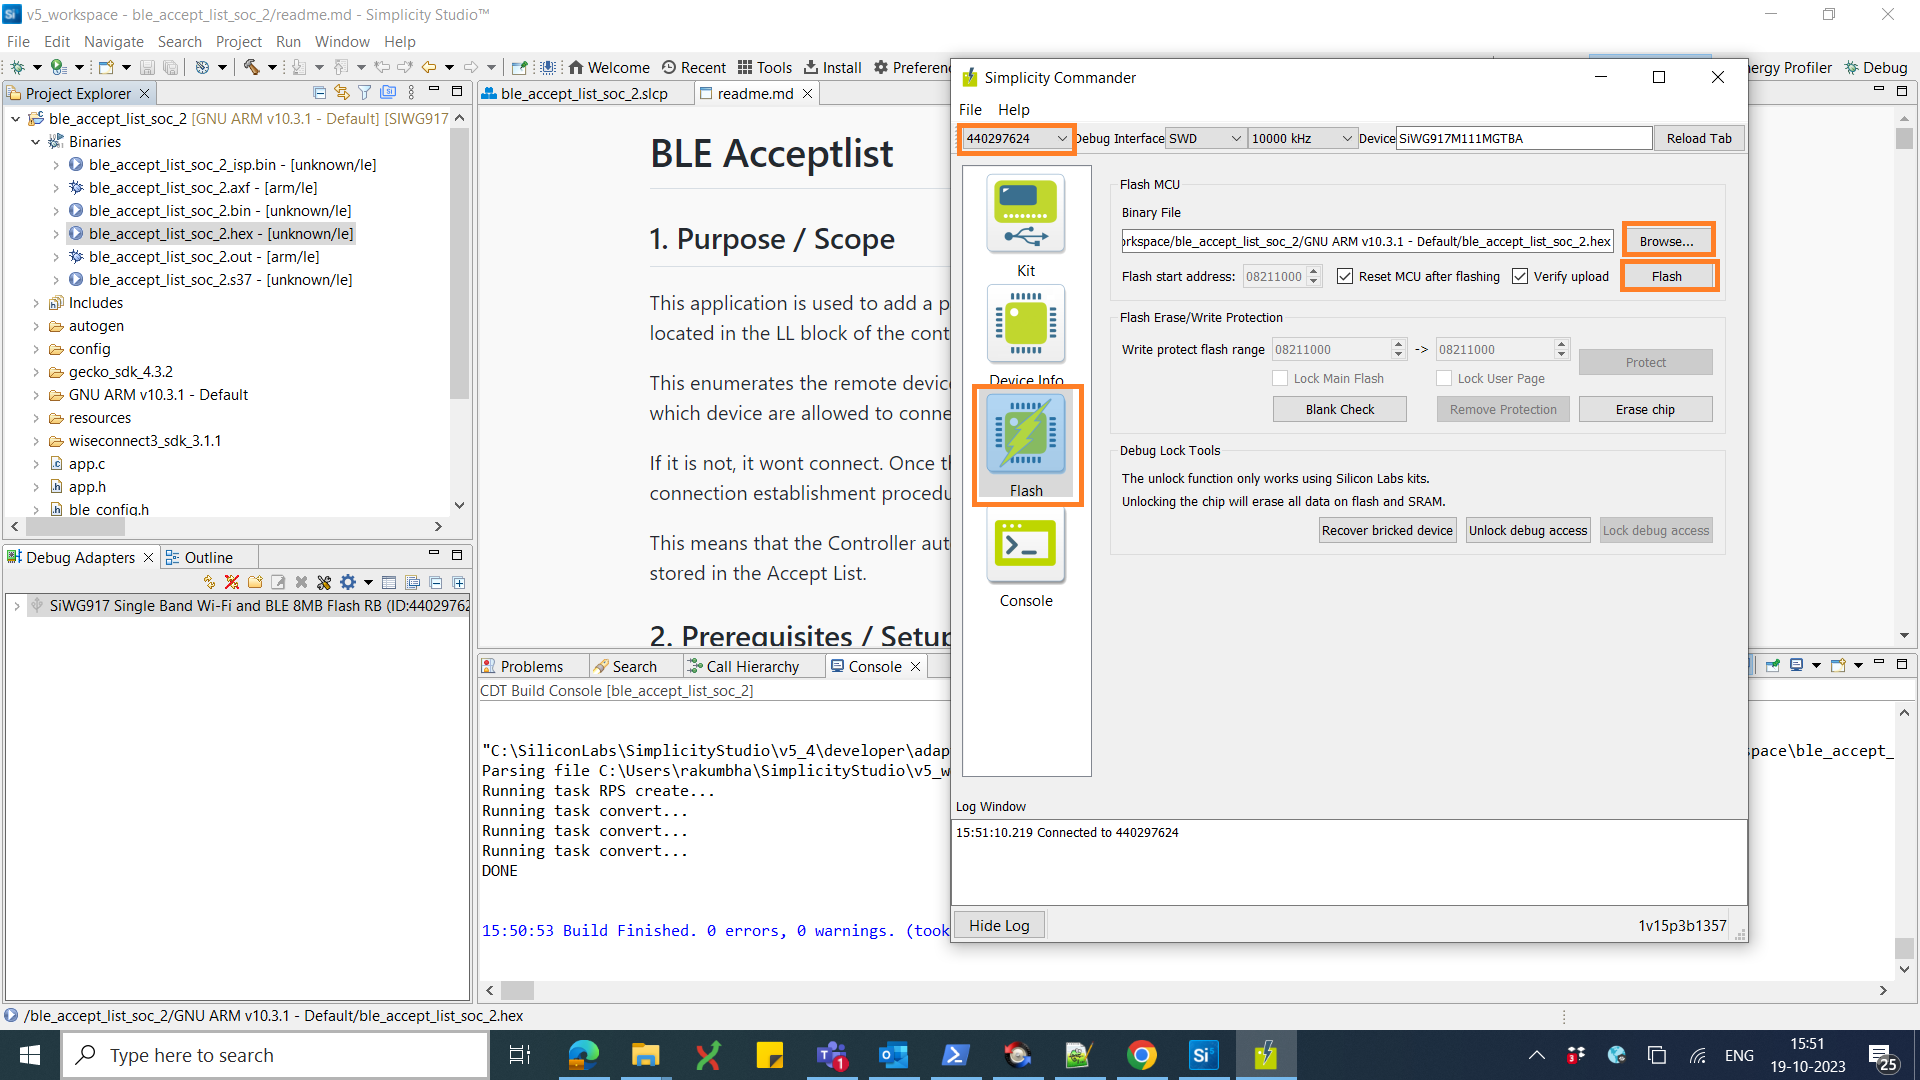 v5_workspace - ble_accept_list_soc_2/readme.md - Simplicity Studio™
File Edit Navigate Search Project Run Window Help
Welcome Recent Tools Install Preferen
nergy Profiler Debug
Project Explorer
ble_accept_list_soc_2 [GNU ARM v10.3.1 - Default] [SIWG917
Binaries
ble_accept_list_soc_2_isp.bin - [unknown/le]
ble_accept_list_soc_2.axf - [arm/le]
ble_accept_list_soc_2.bin - [unknown/le]
ble_accept_list_soc_2.hex - [unknown/le]
ble_accept_list_soc_2.out - [arm/le]
ble_accept_list_soc_2.s37 - [unknown/le]
Includes
autogen
config
gecko_sdk_4.3.2
GNU ARM v10.3.1 - Default
resources
wiseconnect3_sdk_3.1.1
app.c
app.h
ble_config.h
Debug Adapters Outline
SiWG917 Single Band Wi-Fi and BLE 8MB Flash RB (ID:44029762
ble_accept_list_soc_2.slcp readme.md
BLE Acceptlist
1. Purpose / Scope
This application is used to add a p
located in the LL block of the cont
This enumerates the remote device
which device are allowed to conne
If it is not, it wont connect. Once th
connection establishment procedu
This means that the Controller aut
stored in the Accept List.
2. Prerequisites / Setup
Problems Search Call Hierarchy Console
CDT Build Console [ble_accept_list_soc_2]
"C:\SiliconLabs\SimplicityStudio\v5_4\developer\adap
space\ble_accept_
Parsing file C:\Users\rakumbha\SimplicityStudio\v5_w
Running task RPS create...
Running task convert...
Running task convert...
Running task convert...
DONE
15:50:53 Build Finished. 0 errors, 0 warnings. (took
Simplicity Commander
File Help
440297624 Debug Interface SWD 10000 kHz Device SiWG917M111MGTBA Reload Tab
Kit
Device Info
Flash
Console
Flash MCU
Binary File
orkspace/ble_accept_list_soc_2/GNU ARM v10.3.1 - Default/ble_accept_list_soc_2.hex Browse...
Flash start address: 08211000 Reset MCU after flashing Verify upload Flash
Flash Erase/Write Protection
Write protect flash range 08211000 -> 08211000 Protect
Lock Main Flash Lock User Page
Blank Check Remove Protection Erase chip
Debug Lock Tools
The unlock function only works using Silicon Labs kits.
Unlocking the chip will erase all data on flash and SRAM.
Recover bricked device Unlock debug access Lock debug access
Log Window
15:51:10.219 Connected to 440297624
Hide Log 1v15p3b1357
/ble_accept_list_soc_2/GNU ARM v10.3.1 - Default/ble_accept_list_soc_2.hex
Type here to search
1
Si
3
ENG
15:51
19-10-2023
25